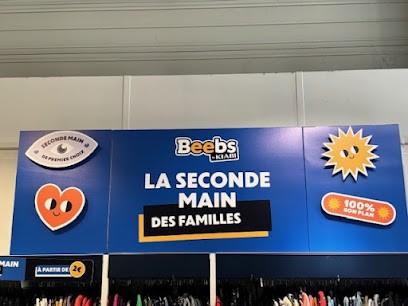 SECONDE MAIN
DE PREMIER CHOIX
Beebs
by KIABI
LA SECONDE
MAIN
DES FAMILLES
100%
BON PLAN
MAIN
À PARTIR DE 2€